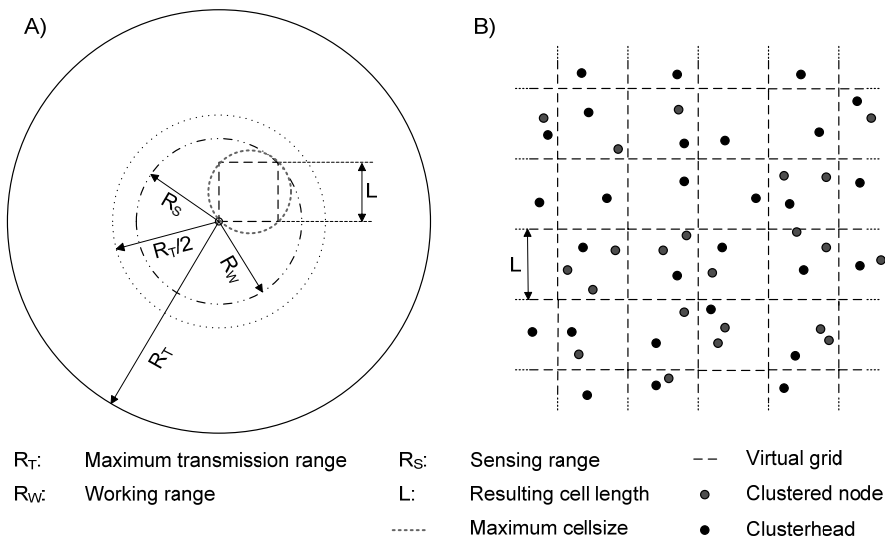 A)
B)
L
R_S
R_T/2
R_W
R_T
L
R_T: Maximum transmission range
R_S: Sensing range
Virtual grid
R_W: Working range
L: Resulting cell length
Clustered node
Maximum cellsize
Clusterhead